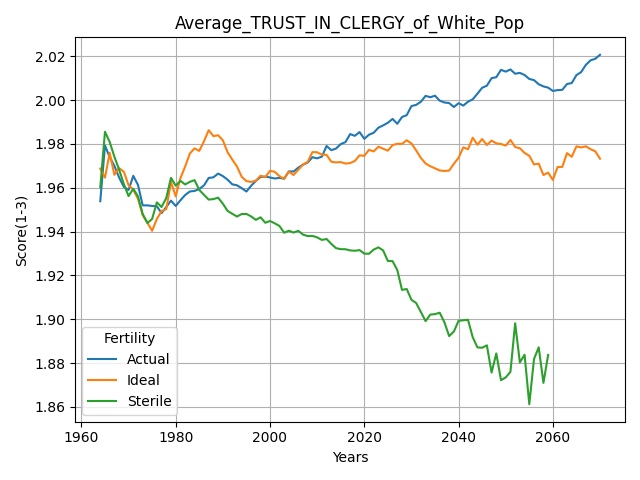 Average_TRUST_IN_CLERGY_of_White_Pop
Score(1-3)
2.02
2.00
1.98
1.96
1.94
1.92
1.90
1.88
1.86
Fertility
Actual
Ideal
Sterile
1960
1980
2000
2020
2040
2060
Years